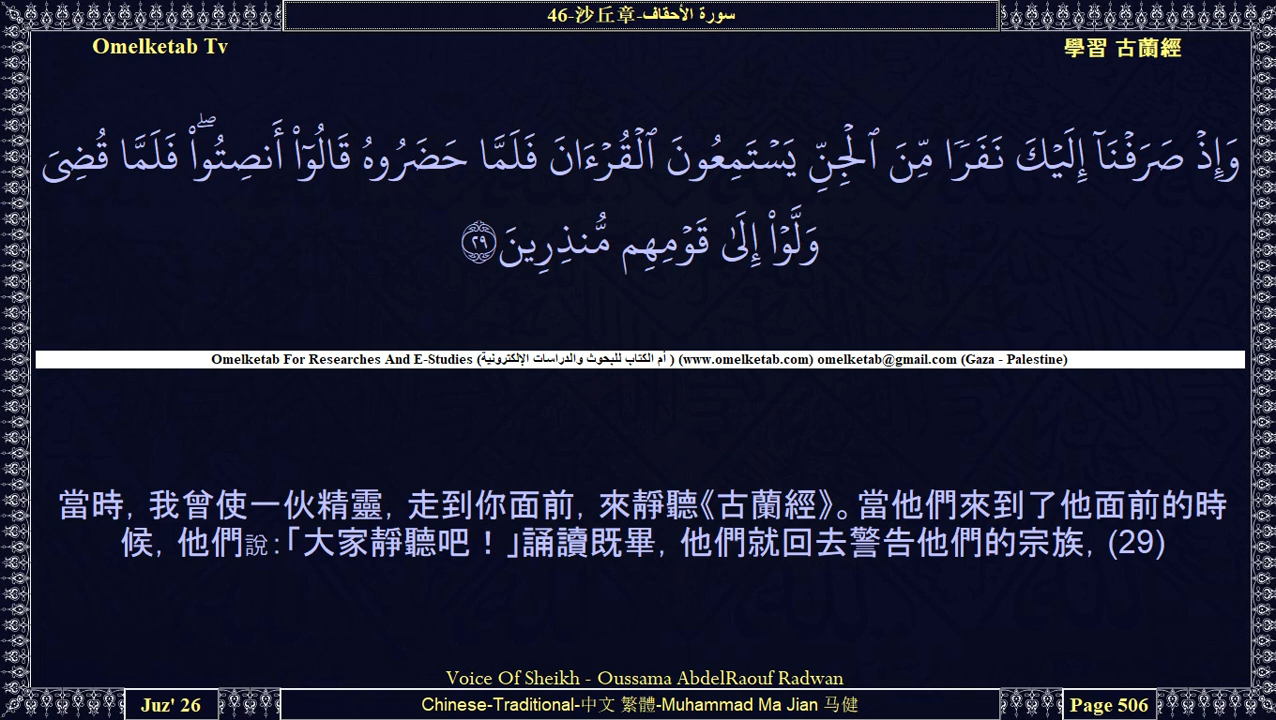 46-沙丘章-سورة الأحقاف
Omelketab Tv
學習 古蘭經
وَإِذْ صَرَفْنَآ إِلَيْكَ نَفَرًا مِّنَ ٱلْجِنِّ يَسْتَمِعُونَ ٱلْقُرْءَانَ فَلَمَّا حَضَرُوهُ قَالُوٓا۟ أَنصِتُوا۟ ۖ فَلَمَّا قُضِىَ
وَلَّوْا۟ إِلَىٰ قَوْمِهِم مُّنذِرِينَ ٢٩
Omelketab For Researches And E-Studies (أم الكتاب للبحوث والدراسات الإلكترونية ) (www.omelketab.com) omelketab@gmail.com (Gaza - Palestine)
當時，我曾使一伙精靈，走到你面前，來靜聽《古蘭經》。當他們來到了他面前的時
候，他們說：「大家靜聽吧！」誦讀既畢，他們就回去警告他們的宗族，(29)
Voice Of Sheikh - Oussama AbdelRaouf Radwan
Juz' 26
Chinese-Traditional-中文 繁體-Muhammad Ma Jian 马健
Page 506